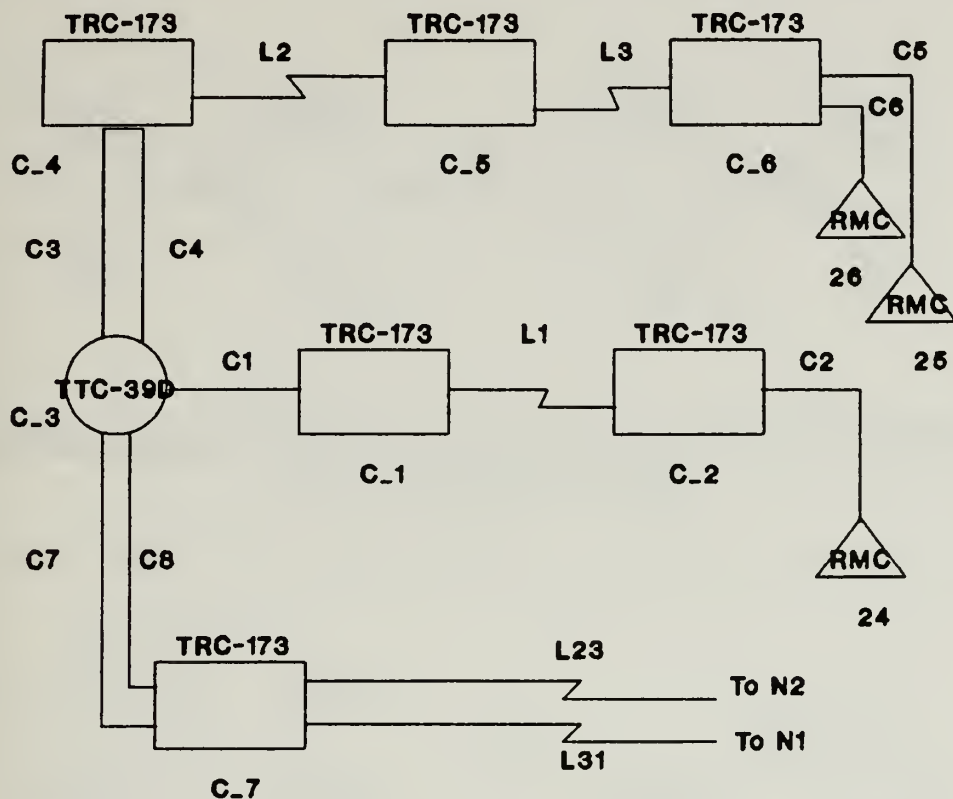 TRC-173
TRC-173
TRC-173
L2
L3
C5
C6
C_4
C_5
C_6
RMC
26
RMC
25
C3
C4
TRC-173
L1
TRC-173
C2
C1
TTC-39D
C_3
C_1
C_2
RMC
24
C7
C8
TRC-173
L23
To N2
To N1
L31
C_7